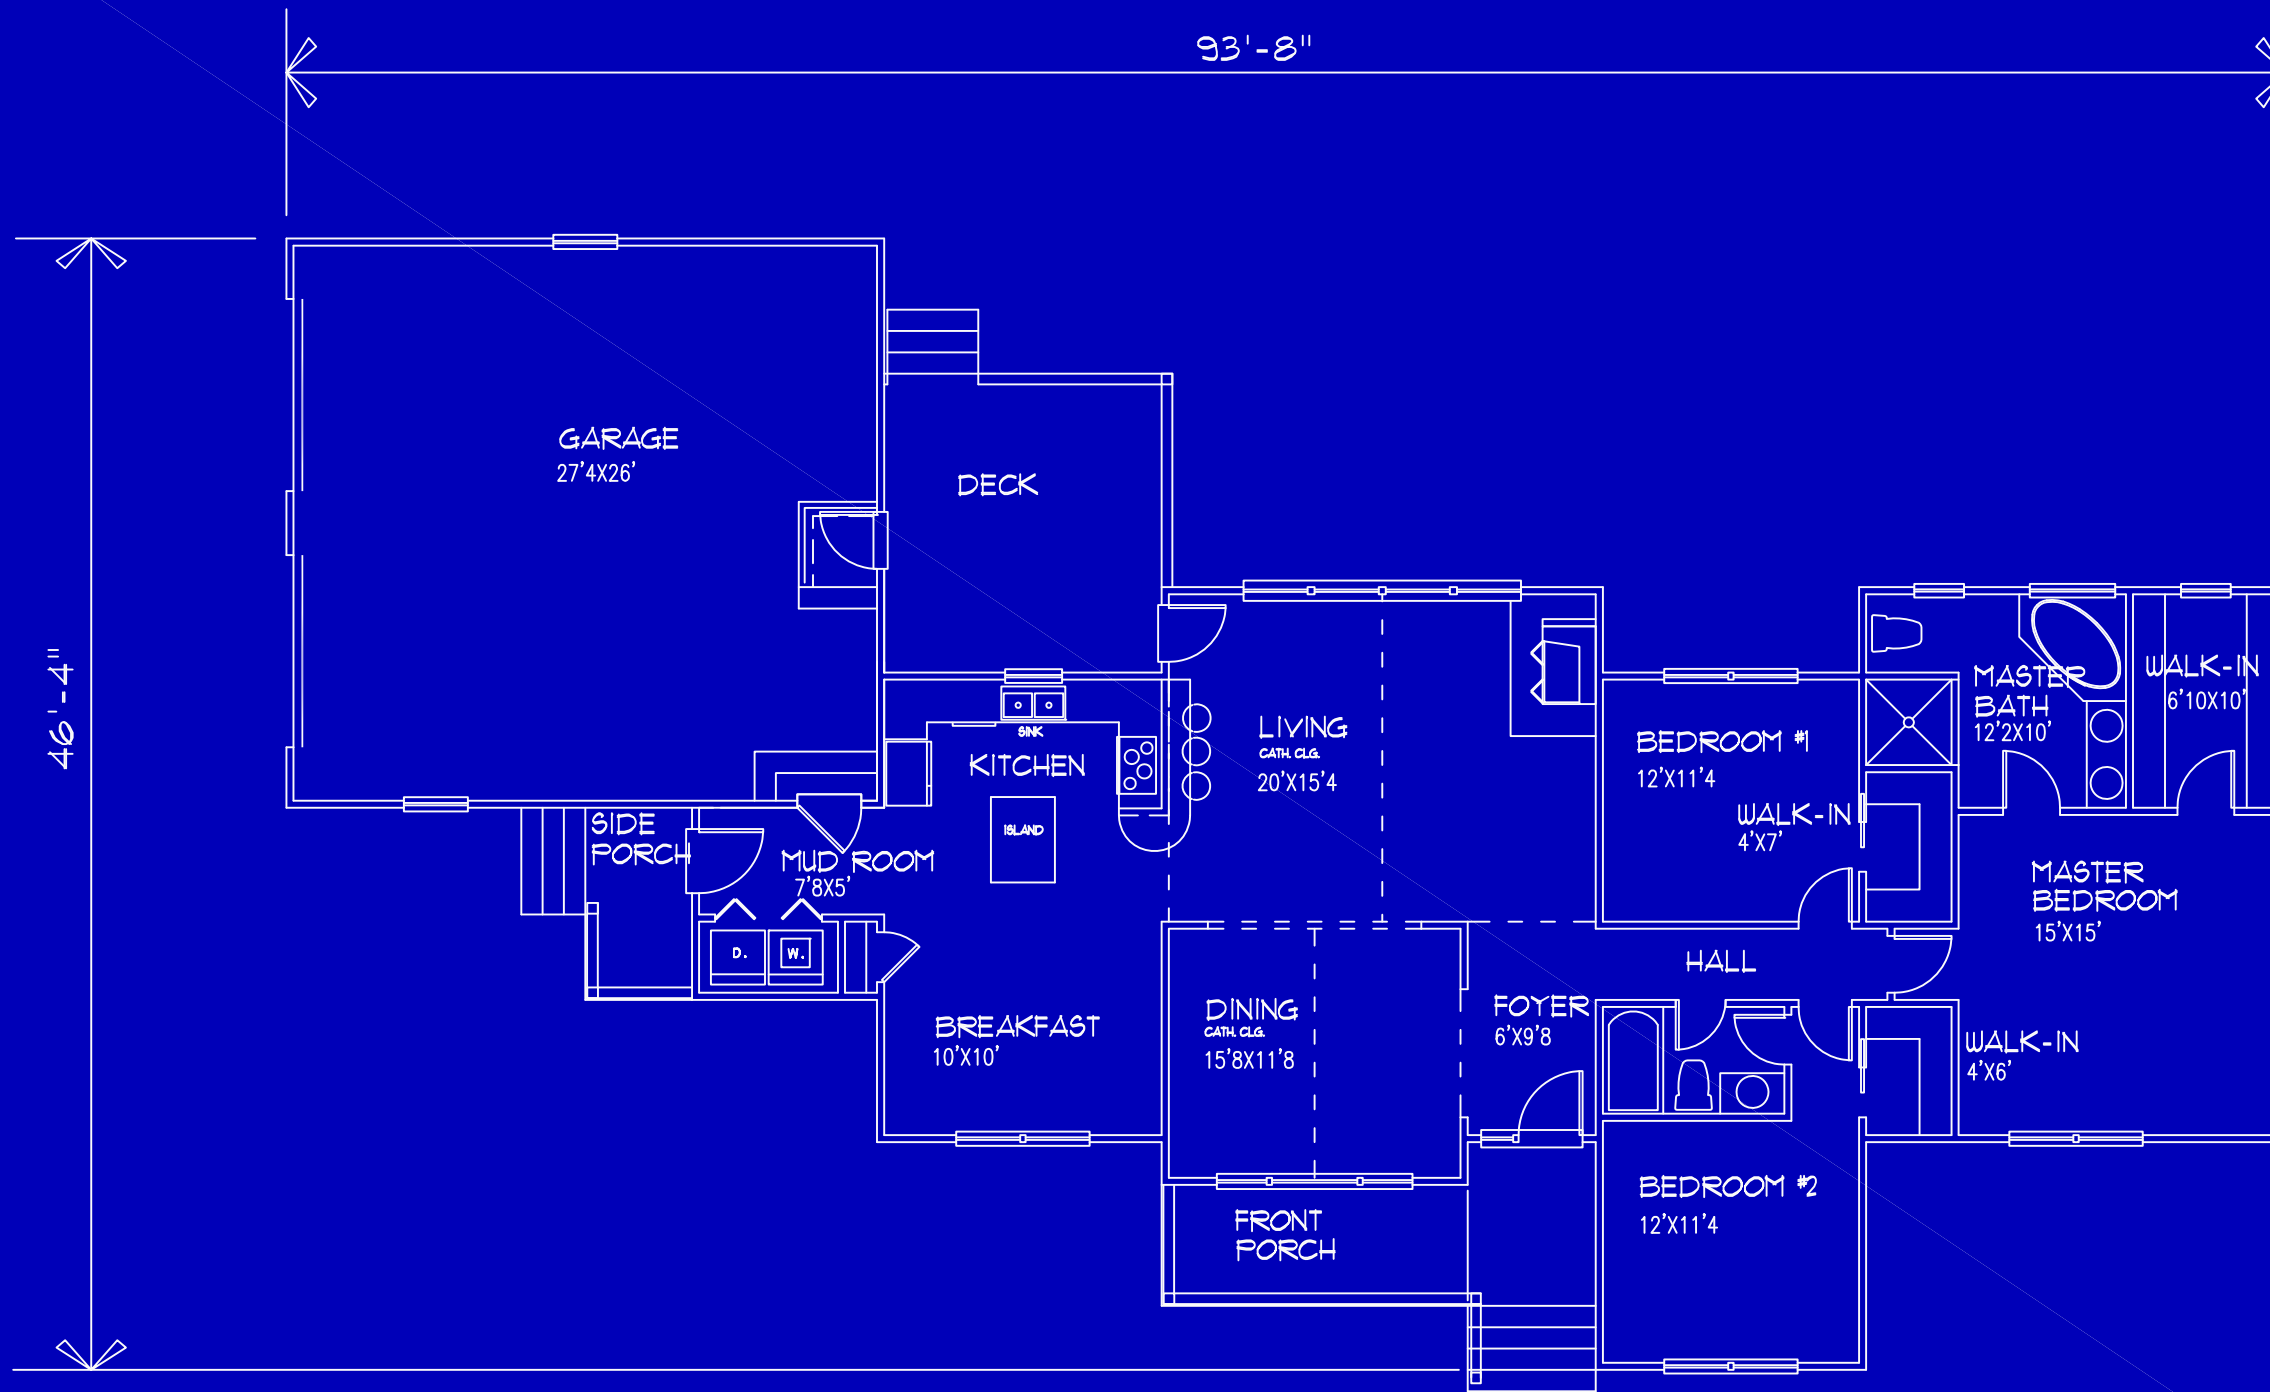 93'-8"
46'-4"
GARAGE
27'4X26'
DECK
SINK
KITCHEN
ISLAND
LIVING
CATH. CLG.
20'X15'4
BEDROOM #1
12'X11'4
WALK-IN
4'X7'
MASTER
BATH
12'2X10'
WALK-IN
6'10X10'
SIDE
PORCH
MUD ROOM
7'8X5'
D.
W.
MASTER
BEDROOM
15'X15'
HALL
BREAKFAST
10'X10'
DINING
CATH. CLG.
15'8X11'8
FOYER
6'X9'8
WALK-IN
4'X6'
BEDROOM #2
12'X11'4
FRONT
PORCH